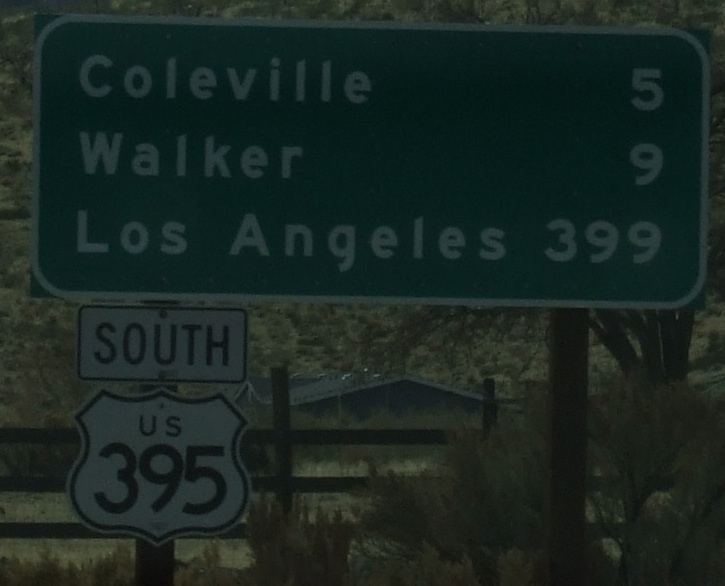 Coleville 5
Walker 9
Los Angeles 399
SOUTH
US
395